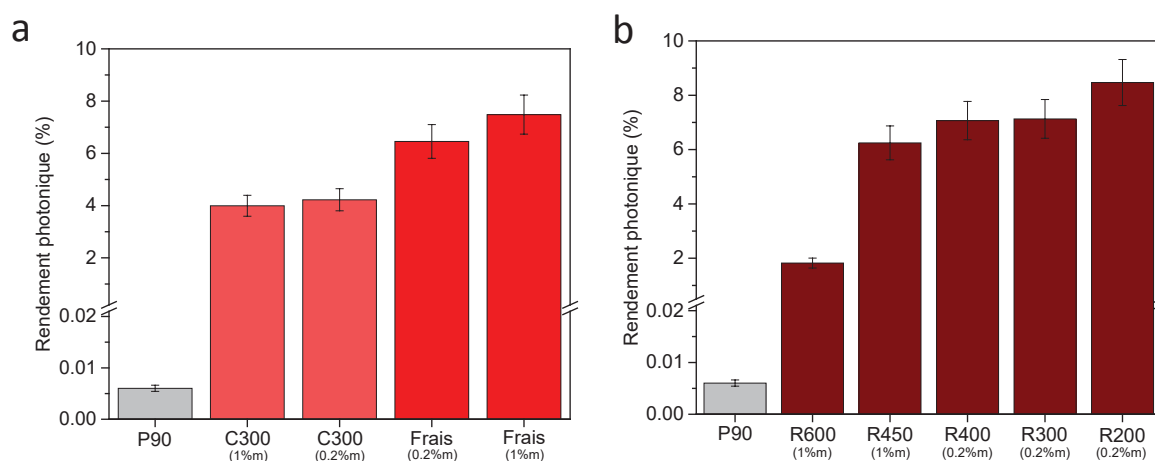 a
Rendement photonique (%)
10
8
6
4
2
0.02
0.01
0.00
P90 C300 C300 Frais Frais
(1%m) (0.2%m) (0.2%m) (1%m)
b
Rendement photonique (%)
10
8
6
4
2
0.02
0.01
0.00
P90 R600 R450 R400 R300 R200
(1%m) (1%m) (0.2%m) (0.2%m) (0.2%m)